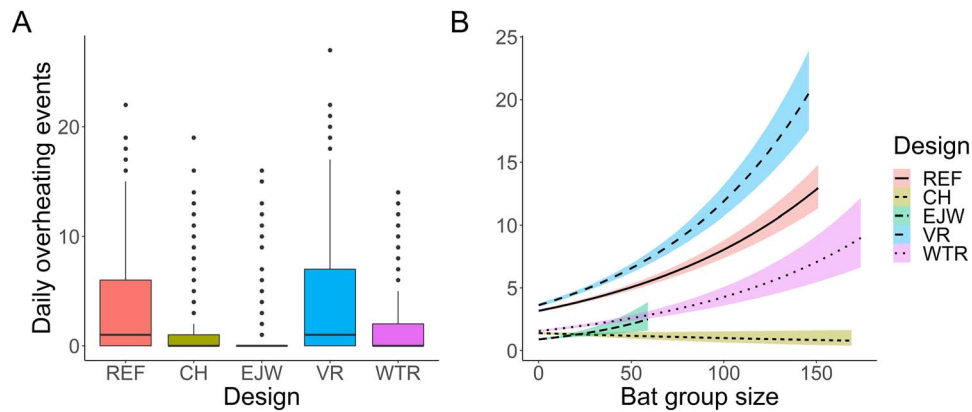 A
Daily overheating events
20
10
0
REF CH EJW VR WTR
Design
B
25
20
15
10
5
0
0 50 100 150
Bat group size
Design
REF
CH
EJW
VR
WTR